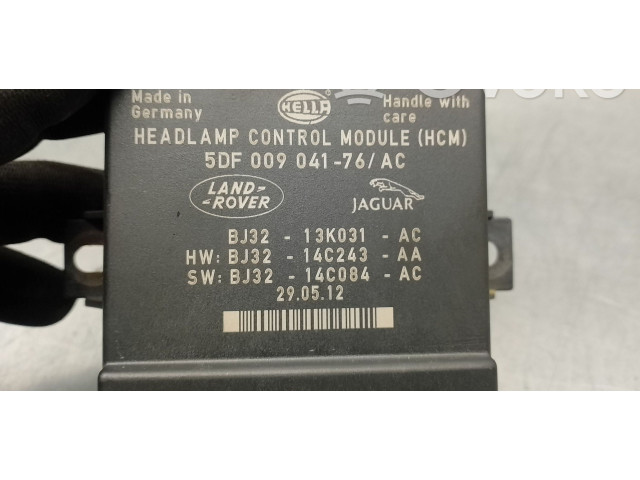 Made in
Germany
HELLA
Handle with
care
HEADLAMP CONTROL MODULE (HCM)
5DF 009 041-76/AC
LAND
ROVER
JAGUAR
BJ32 - 13K031 - AC
HW: BJ32 - 14C243 - AA
SW: BJ32 - 14C084 - AC
29.05.12